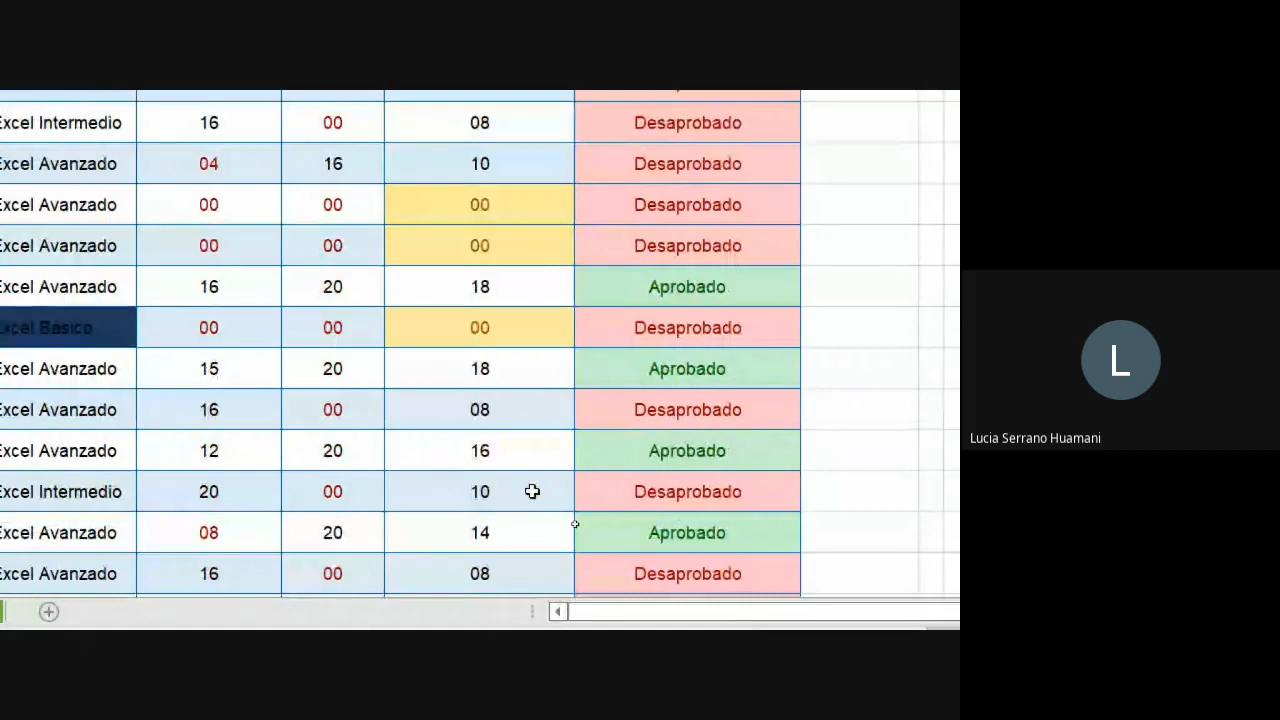 Excel Intermedio 16 00 08 Desaprobado
Excel Avanzado 04 16 10 Desaprobado
Excel Avanzado 00 00 00 Desaprobado
Excel Avanzado 00 00 00 Desaprobado
Excel Avanzado 16 20 18 Aprobado
Excel Básico 00 00 00 Desaprobado
Excel Avanzado 15 20 18 Aprobado
Excel Avanzado 16 00 08 Desaprobado
Excel Avanzado 12 20 16 Aprobado
Excel Intermedio 20 00 10 Desaprobado
Excel Avanzado 08 20 14 Aprobado
Excel Avanzado 16 00 08 Desaprobado
L
Lucia Serrano Huamani